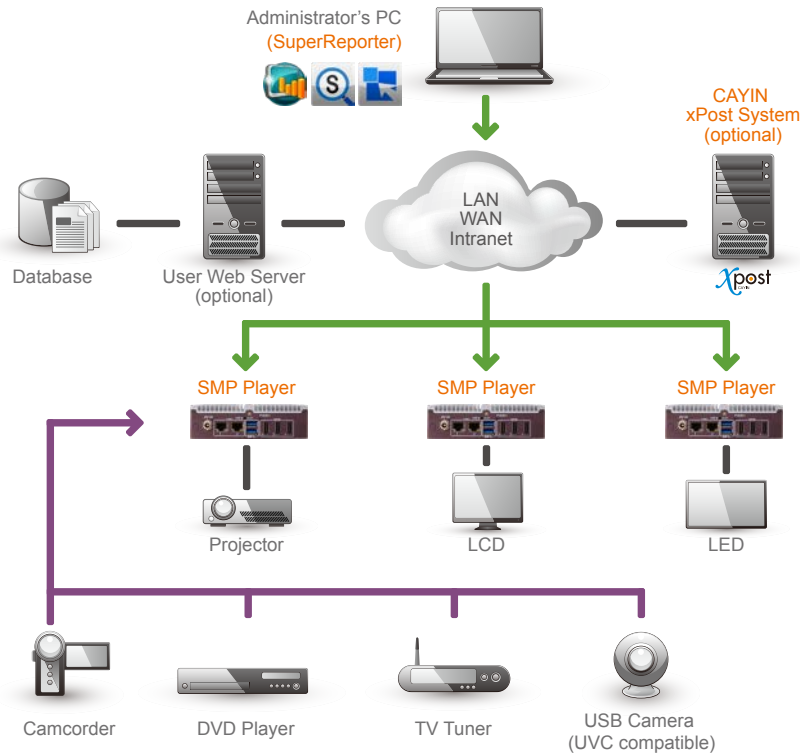 Administrator's PC
(SuperReporter)
S
CAYIN
xPost System
(optional)
LAN
WAN
Intranet
Database
User Web Server
(optional)
Xpost
CAYIN
SMP Player
SMP Player
SMP Player
Projector
LCD
LED
Camcorder
DVD Player
TV Tuner
USB Camera
(UVC compatible)